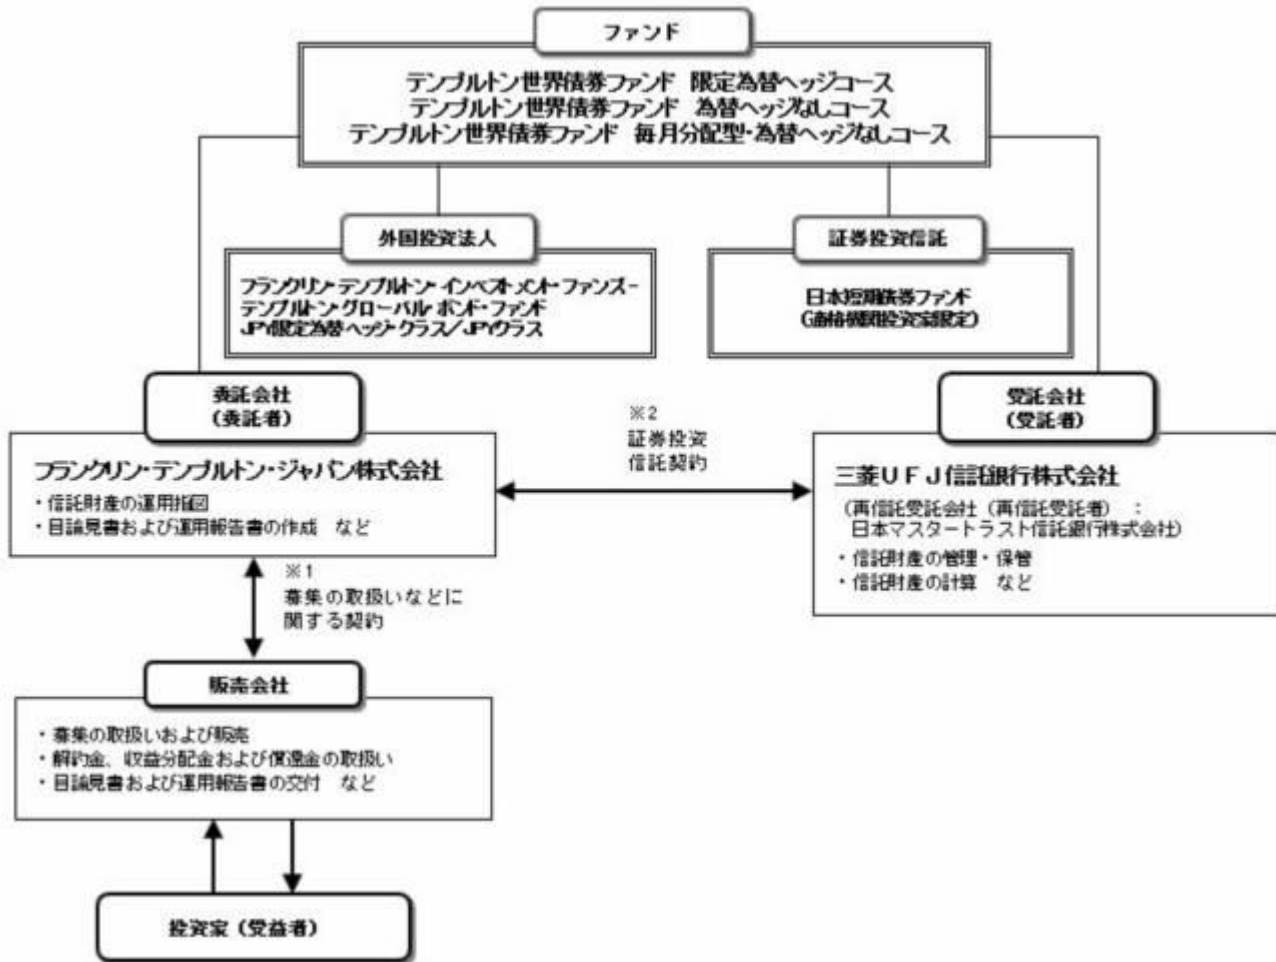 ファンド
テンプルトン世界債券ファンド 限定為替ヘッジコース
テンプルトン世界債券ファンド 為替ヘッジなしコース
テンプルトン世界債券ファンド 毎月分配型・為替ヘッジなしコース
外国投資法人
フランクリン・テンプルトン・インベストメント・ファンズ－
テンプルトン・グローバル・ボンド・ファンド
JPY限定為替ヘッジ・クラス／JPYクラス
証券投資信託
日本短期債券ファンド
(適格機関投資家限定)
委託会社
(委託者)
フランクリン・テンプルトン・ジャパン株式会社
・信託財産の運用指図
・目論見書および運用報告書の作成 など
※2
証券投資
信託契約
受託会社
(受託者)
三菱ＵＦＪ信託銀行株式会社
(再信託受託会社 (再信託受託者) ：
日本マスタートラスト信託銀行株式会社)
・信託財産の管理・保管
・信託財産の計算 など
※1
募集の取扱いなどに
関する契約
販売会社
・募集の取扱いおよび販売
・解約金、収益分配金および償還金の取扱い
・目論見書および運用報告書の交付 など
投資家 (受益者)